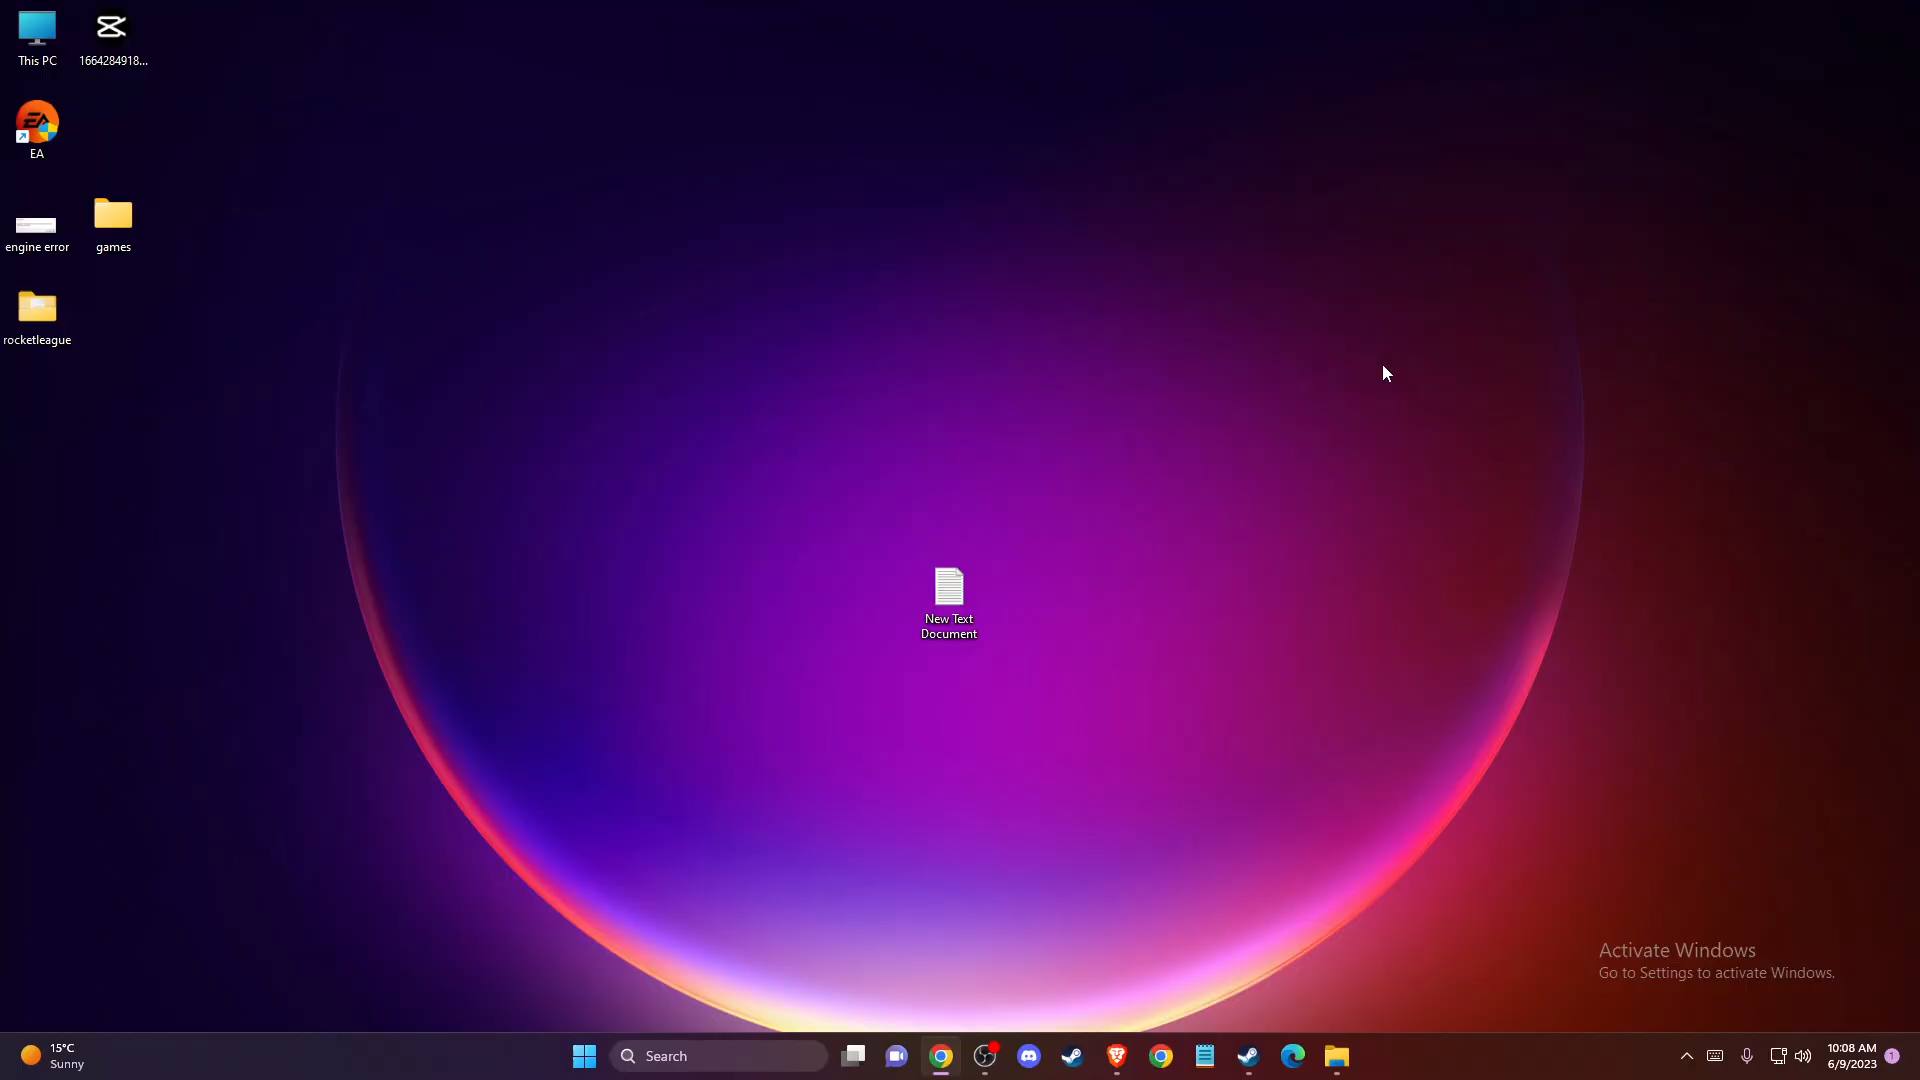 This PC
1664284918...
EA
engine error
games
rocketleague
New Text
Document
Activate Windows
Go to Settings to activate Windows.
15°C
Sunny
Search
10:08 AM
6/9/2023
1